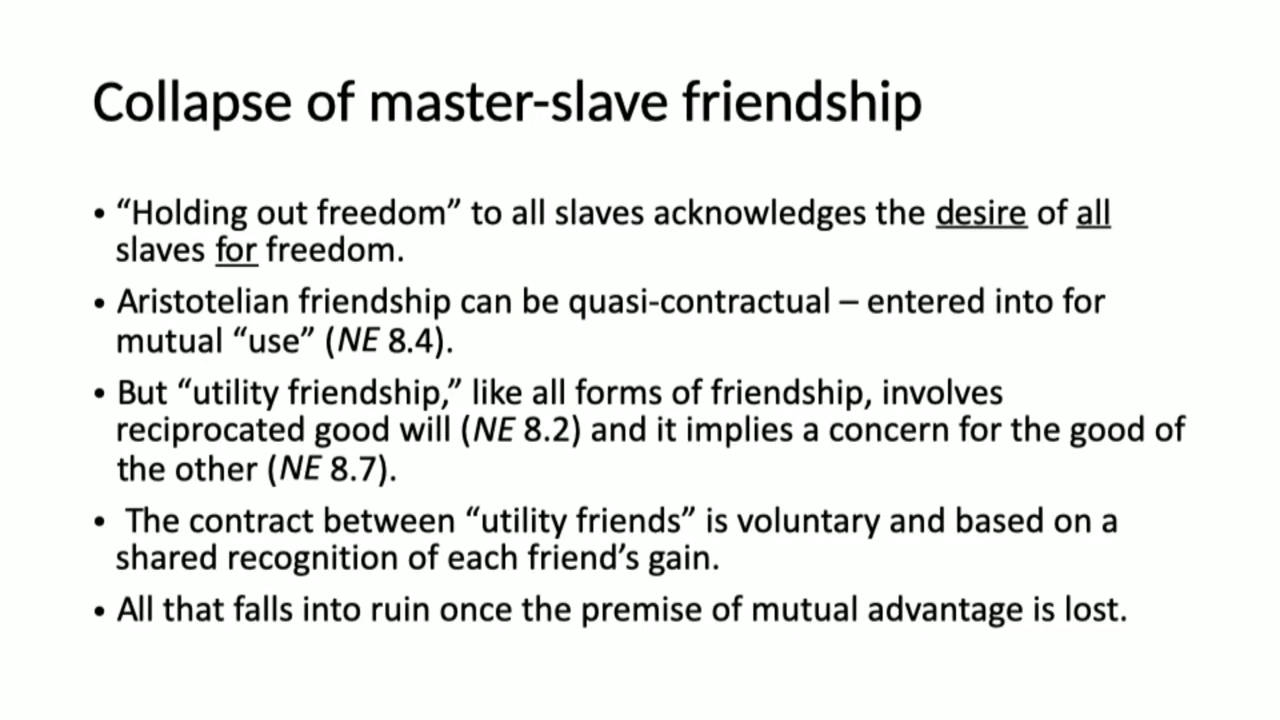 Collapse of master-slave friendship
• “Holding out freedom” to all slaves acknowledges the desire of all
slaves for freedom.
• Aristotelian friendship can be quasi-contractual – entered into for
mutual “use” (NE 8.4).
• But “utility friendship,” like all forms of friendship, involves
reciprocated good will (NE 8.2) and it implies a concern for the good of
the other (NE 8.7).
• The contract between “utility friends” is voluntary and based on a
shared recognition of each friend’s gain.
• All that falls into ruin once the premise of mutual advantage is lost.